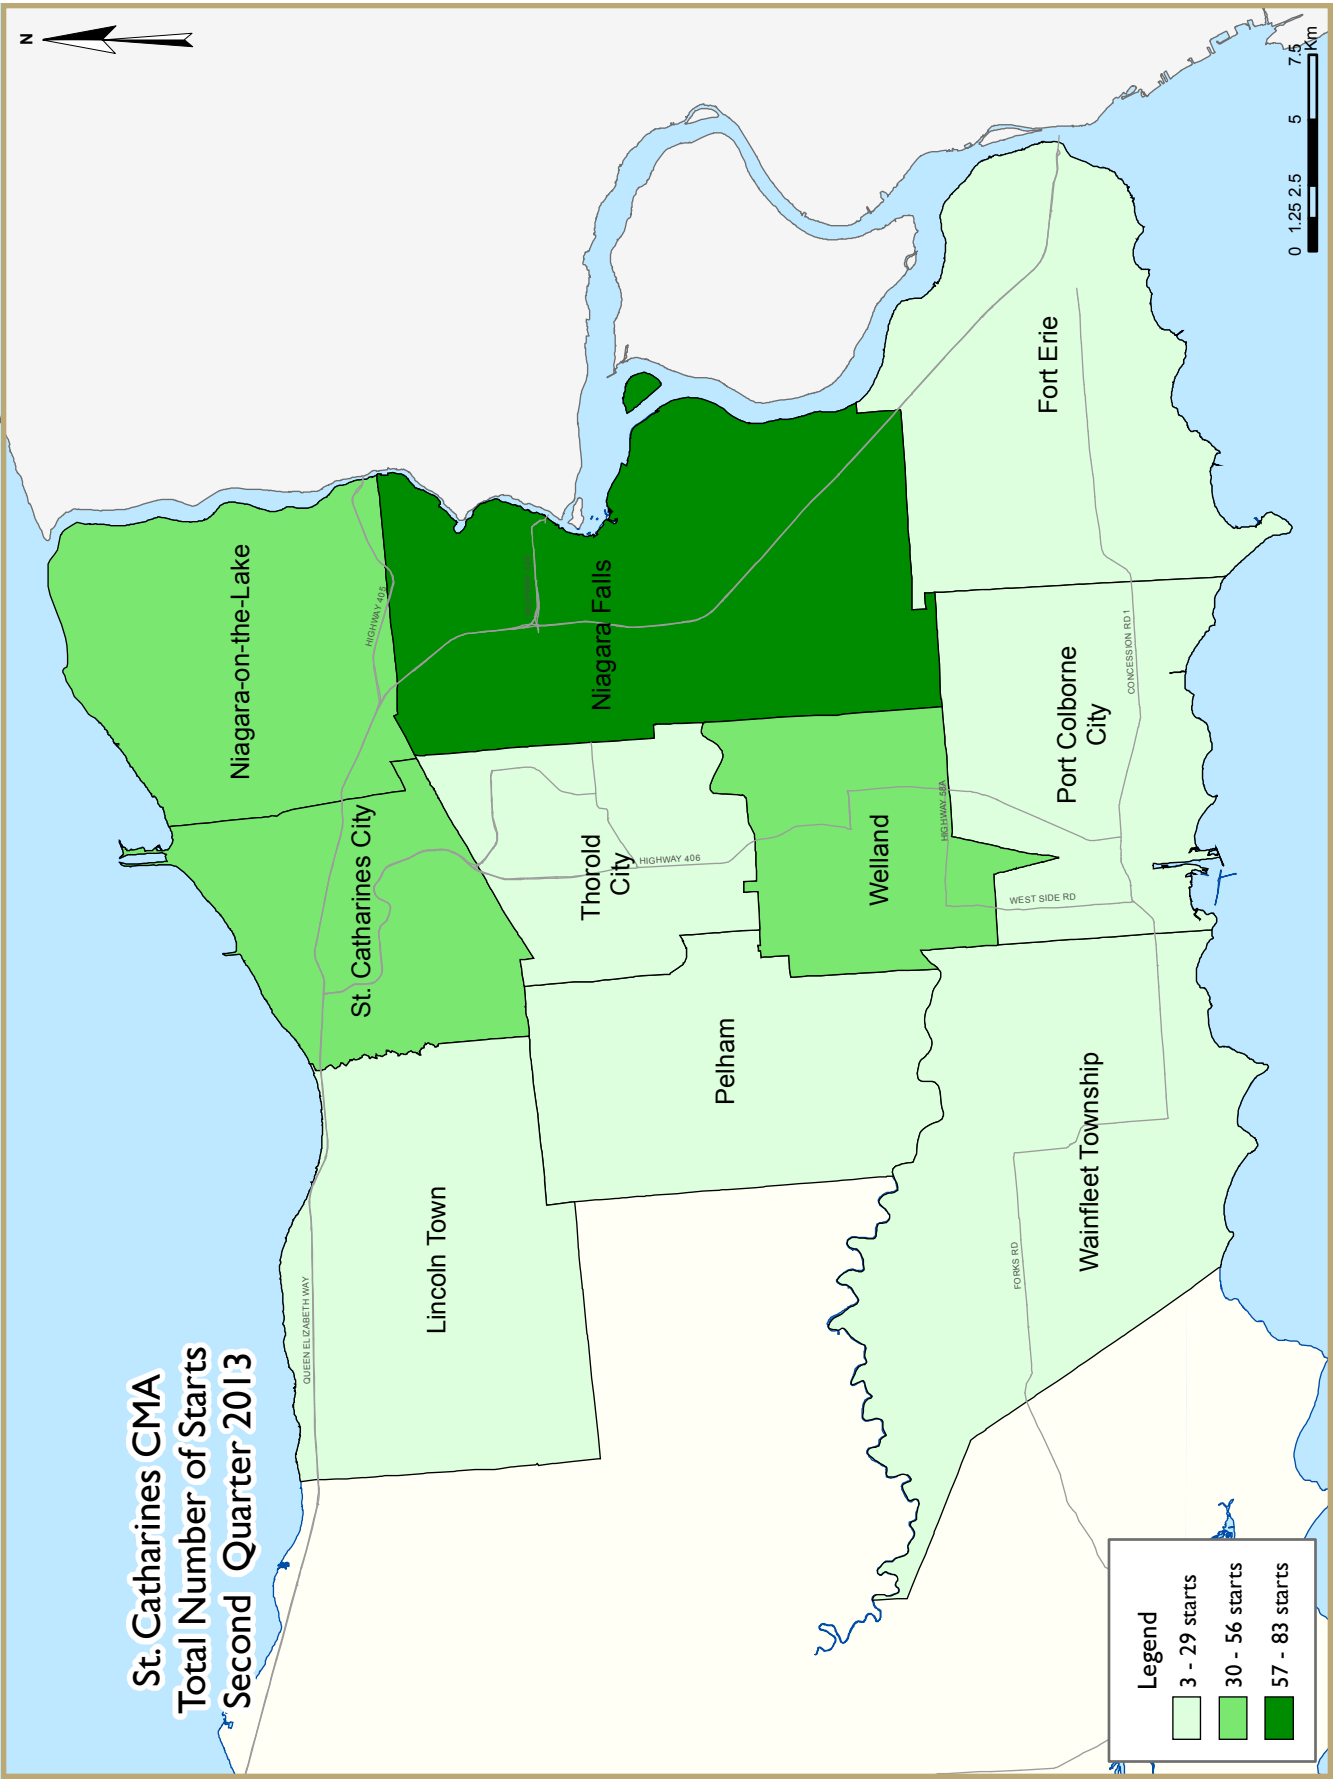 St. Catharines CMA
Total Number of Starts
Second Quarter 2013
N
Niagara-on-the-Lake
HIGHWAY 405
St. Catharines City
QUEEN ELIZABETH WAY
Lincoln Town
Niagara Falls
Thorold
City
HIGHWAY 406
Pelham
Welland
HIGHWAY 58A
WEST SIDE RD
Fort Erie
Port Colborne
City
CONCESSION RD 1
Wainfleet Township
FORKS RD
Legend
3 - 29 starts
30 - 56 starts
57 - 83 starts
0 1.25 2.5 5 7.5
Km